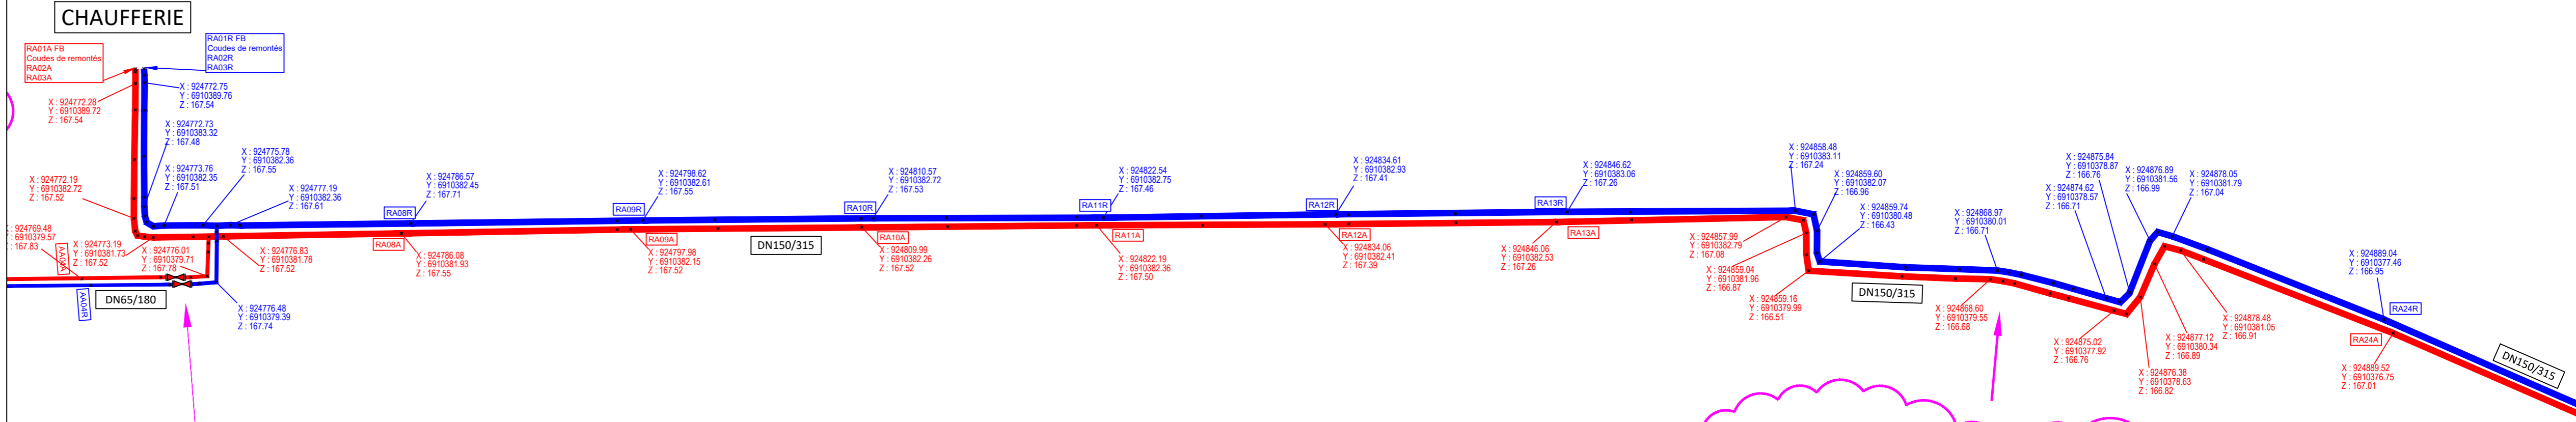 CHAUFFERIE
RA01A FB
Coudes de remontés
RA02A
RA03A
RA01R FB
Coudes de remontés
RA02R
RA03R
X : 924772.28
Y : 6910389.72
Z : 167.54
X : 924772.75
Y : 6910389.76
Z : 167.54
X : 924772.73
Y : 6910383.32
Z : 167.48
X : 924773.76
Y : 6910382.35
Z : 167.51
X : 924775.78
Y : 6910382.36
Z : 167.55
X : 924777.19
Y : 6910382.36
Z : 167.61
X : 924772.19
Y : 6910382.72
Z : 167.52
: 924769.48
: 6910379.57
: 167.83
X : 924773.19
Y : 6910381.73
Z : 167.52
X : 924776.01
Y : 6910379.71
Z : 167.78
X : 924776.83
Y : 6910381.78
Z : 167.52
AA04R
DN65/180
X : 924776.48
Y : 6910379.39
Z : 167.74
RA08R
X : 924786.57
Y : 6910382.45
Z : 167.71
RA08A
X : 924786.08
Y : 6910381.93
Z : 167.55
RA09R
X : 924798.62
Y : 6910382.61
Z : 167.55
RA09A
X : 924797.98
Y : 6910382.15
Z : 167.52
DN150/315
RA10R
X : 924810.57
Y : 6910382.72
Z : 167.53
RA10A
X : 924809.99
Y : 6910382.26
Z : 167.52
RA11R
X : 924822.54
Y : 6910382.75
Z : 167.46
RA11A
X : 924822.19
Y : 6910382.36
Z : 167.50
RA12R
X : 924834.61
Y : 6910382.93
Z : 167.41
RA12A
X : 924834.06
Y : 6910382.41
Z : 167.39
RA13R
X : 924846.62
Y : 6910383.06
Z : 167.26
RA13A
X : 924846.06
Y : 6910382.53
Z : 167.26
X : 924858.48
Y : 6910383.11
Z : 167.24
X : 924859.60
Y : 6910382.07
Z : 166.96
X : 924859.74
Y : 6910380.48
Z : 166.43
X : 924857.99
Y : 6910382.79
Z : 167.08
X : 924859.04
Y : 6910381.96
Z : 166.87
X : 924859.16
Y : 6910379.99
Z : 166.51
DN150/315
X : 924868.97
Y : 6910380.01
Z : 166.71
X : 924868.60
Y : 6910379.55
Z : 166.68
X : 924875.84
Y : 6910378.87
Z : 166.76
X : 924874.62
Y : 6910378.57
Z : 166.71
X : 924876.89
Y : 6910381.56
Z : 166.99
X : 924878.05
Y : 6910381.79
Z : 167.04
X : 924875.02
Y : 6910377.92
Z : 166.76
X : 924876.38
Y : 6910378.63
Z : 166.82
X : 924877.12
Y : 6910380.34
Z : 166.89
X : 924878.48
Y : 6910381.05
Z : 166.91
X : 924889.04
Y : 6910377.46
Z : 166.95
RA24R
RA24A
X : 924889.52
Y : 6910376.75
Z : 167.01
DN150/315